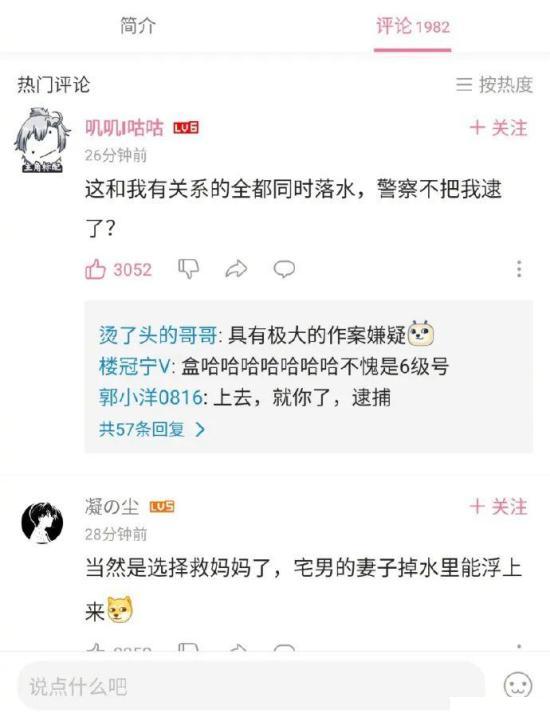 简介
评论 1982
热门评论
按热度
叽叽I咕咕 LV6
+ 关注
26分钟前
这和我有关系的全都同时落水，警察不把我逮
了?
3052
烫了头的哥哥: 具有极大的作案嫌疑
楼冠宁V: 盒哈哈哈哈哈哈哈不愧是6级号
郭小洋0816: 上去，就你了，逮捕
共57条回复 >
凝の尘 LV5
+ 关注
28分钟前
当然是选择救妈妈了，宅男的妻子掉水里能浮上
来
说点什么吧